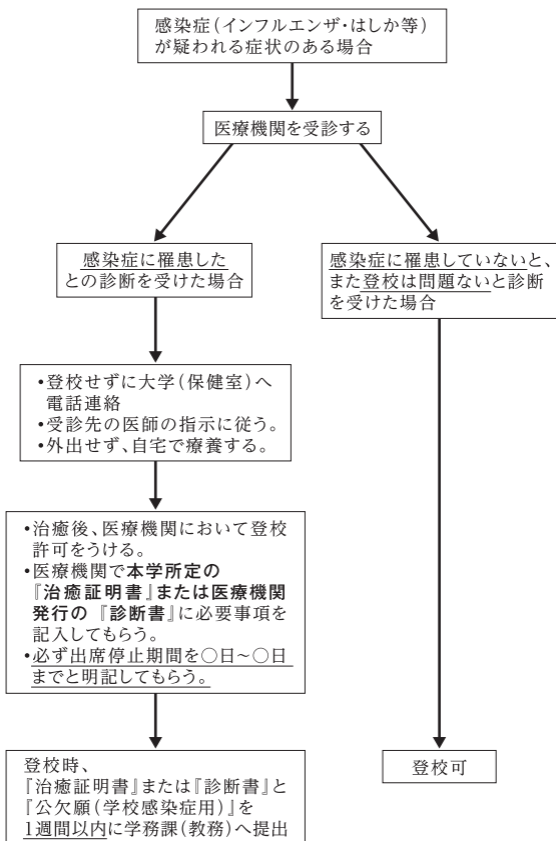 感染症(インフルエンザ・はしか等)
が疑われる症状のある場合
医療機関を受診する
感染症に罹患した
との診断を受けた場合
感染症に罹患していないと、
また登校は問題ないと診断
を受けた場合
•登校せずに大学(保健室)へ
電話連絡
•受診先の医師の指示に従う。
•外出せず、自宅で療養する。
•治癒後、医療機関において登校
許可をうける。
•医療機関で本学所定の
『治癒証明書』または医療機関
発行の『診断書』に必要事項を
記入してもらう。
•必ず出席停止期間を○日~○日
までと明記してもらう。
登校時、
『治癒証明書』または『診断書』と
『公欠願(学校感染症用)』を
1週間以内に学務課(教務)へ提出
登校可